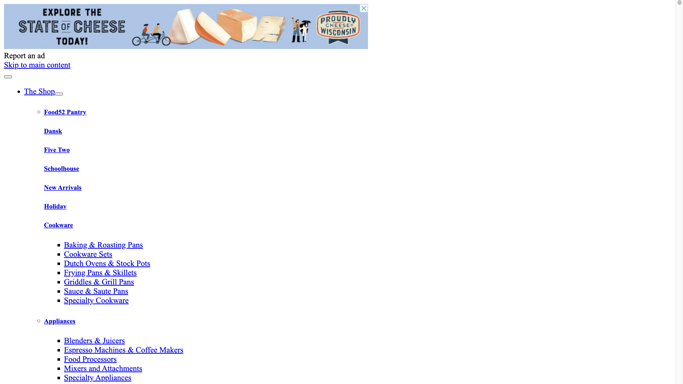 EXPLORE THE
STATE OF CHEESE
TODAY!
PROUDLY
WISCONSIN
CHEESE
Report an ad
Skip to main content
The Shop
Food52 Pantry
Dansk
Five Two
Schoolhouse
New Arrivals
Holiday
Cookware
Baking & Roasting Pans
Cookware Sets
Dutch Ovens & Stock Pots
Frying Pans & Skillets
Griddles & Grill Pans
Sauce & Saute Pans
Specialty Cookware
Appliances
Blenders & Juicers
Espresso Machines & Coffee Makers
Food Processors
Mixers and Attachments
Specialty Appliances